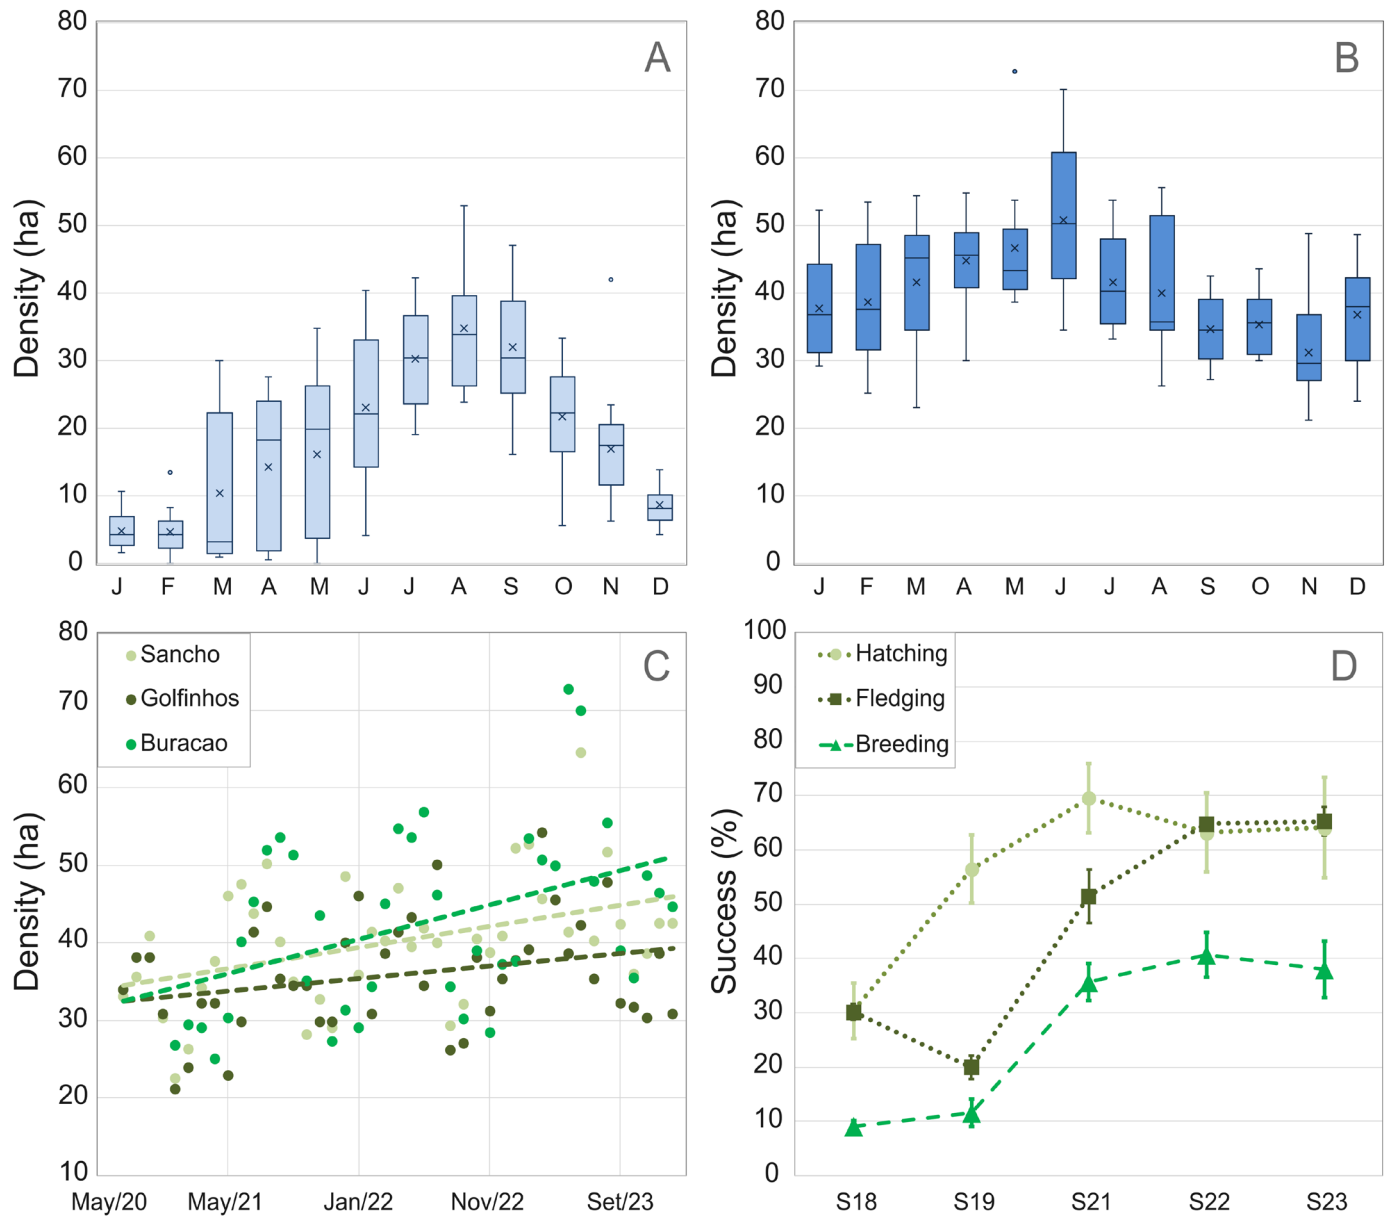 A
Density (ha)
80
70
60
50
40
30
20
10
0
J F M A M J J A S O N D
B
Density (ha)
80
70
60
50
40
30
20
10
0
J F M A M J J A S O N D
C
Sancho
Golfinhos
Buracao
Density (ha)
80
70
60
50
40
30
20
10
May/20 May/21 Jan/22 Nov/22 Set/23
D
Hatching
Fledging
Breeding
Success (%)
100
90
80
70
60
50
40
30
20
10
0
S18 S19 S21 S22 S23